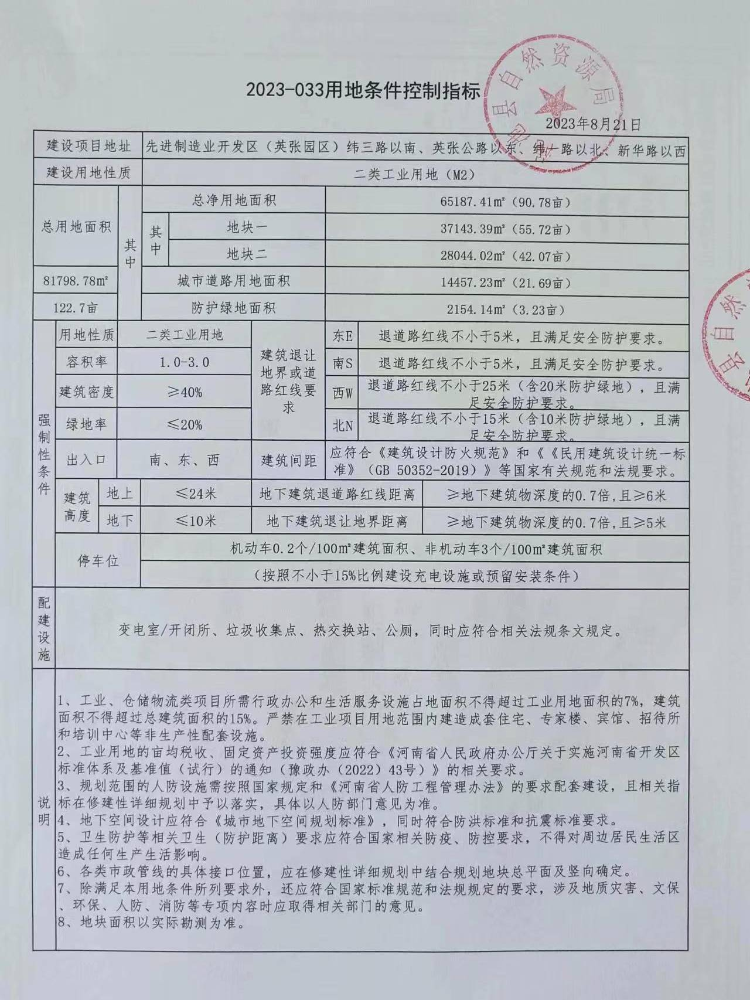 县自然资源局
2023-033用地条件控制指标
2023年8月21日
建设项目地址 先进制造业开发区（英张园区）纬三路以南、英张公路以东、纬一路以北、新华路以西
建设用地性质 二类工业用地（M2）
总用地面积 其中 总净用地面积 65187.41㎡（90.78亩）
其中 地块一 37143.39㎡（55.72亩）
地块二 28044.02㎡（42.07亩）
81798.78㎡ 城市道路用地面积 14457.23㎡（21.69亩）
122.7亩 防护绿地面积 2154.14㎡（3.23亩）
强制性条件 用地性质 二类工业用地 建筑退让地界或道路红线要求 东E 退道路红线不小于5米，且满足安全防护要求。
容积率 1.0-3.0 南S 退道路红线不小于5米，且满足安全防护要求。
建筑密度 ≥40% 西W 退道路红线不小于25米（含20米防护绿地），且满
足安全防护要求。
绿地率 ≤20% 北N 退道路红线不小于15米（含10米防护绿地），且满
足安全防护要求。
出入口 南、东、西 建筑间距 应符合《建筑设计防火规范》和《《民用建筑设计统一标
准》（GB 50352-2019）》等国家有关规范和法规要求。
建筑高度 地上 ≤24米 地下建筑退道路红线距离 ≥地下建筑物深度的0.7倍,且≥6米
地下 ≤10米 地下建筑退让地界距离 ≥地下建筑物深度的0.7倍,且≥5米
停车位 机动车0.2个/100㎡建筑面积、非机动车3个/100㎡建筑面积
（按照不小于15%比例建设充电设施或预留安装条件）
配建设施 变电室/开闭所、垃圾收集点、热交换站、公厕，同时应符合相关法规条文规定。
说明
1、工业、仓储物流类项目所需行政办公和生活服务设施占地面积不得超过工业用地面积的7%，建筑
面积不得超过总建筑面积的15%。严禁在工业项目用地范围内建造成套住宅、专家楼、宾馆、招待所
和培训中心等非生产性配套设施。
2、工业用地的亩均税收、固定资产投资强度应符合《河南省人民政府办公厅关于实施河南省开发区
标准体系及基准值（试行）的通知（豫政办（2022）43号）》的相关要求。
3、规划范围的人防设施需按照国家规定和《河南省人防工程管理办法》的要求配套建设，且相关指
标在修建性详细规划中予以落实，具体以人防部门意见为准。
4、地下空间设计应符合《城市地下空间规划标准》，同时符合防洪标准和抗震标准要求。
5、卫生防护等相关卫生（防护距离）要求应符合国家相关防疫、防控要求，不得对周边居民生活区
造成任何生产生活影响。
6、各类市政管线的具体接口位置，应在修建性详细规划中结合规划地块总平面及竖向确定。
7、除满足本用地条件所列要求外，还应符合国家标准规范和法规规定的要求，涉及地质灾害、文保
、环保、人防、消防等专项内容时应取得相关部门的意见。
8、地块面积以实际勘测为准。
县自然